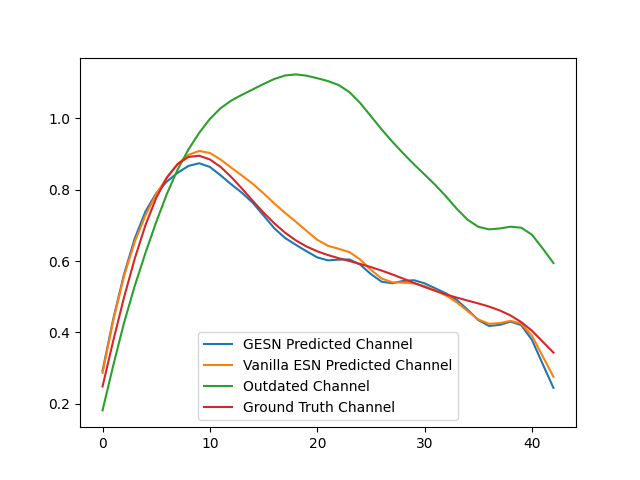 1.0
0.8
0.6
0.4
0.2
0
10
20
30
40
GESN Predicted Channel
Vanilla ESN Predicted Channel
Outdated Channel
Ground Truth Channel